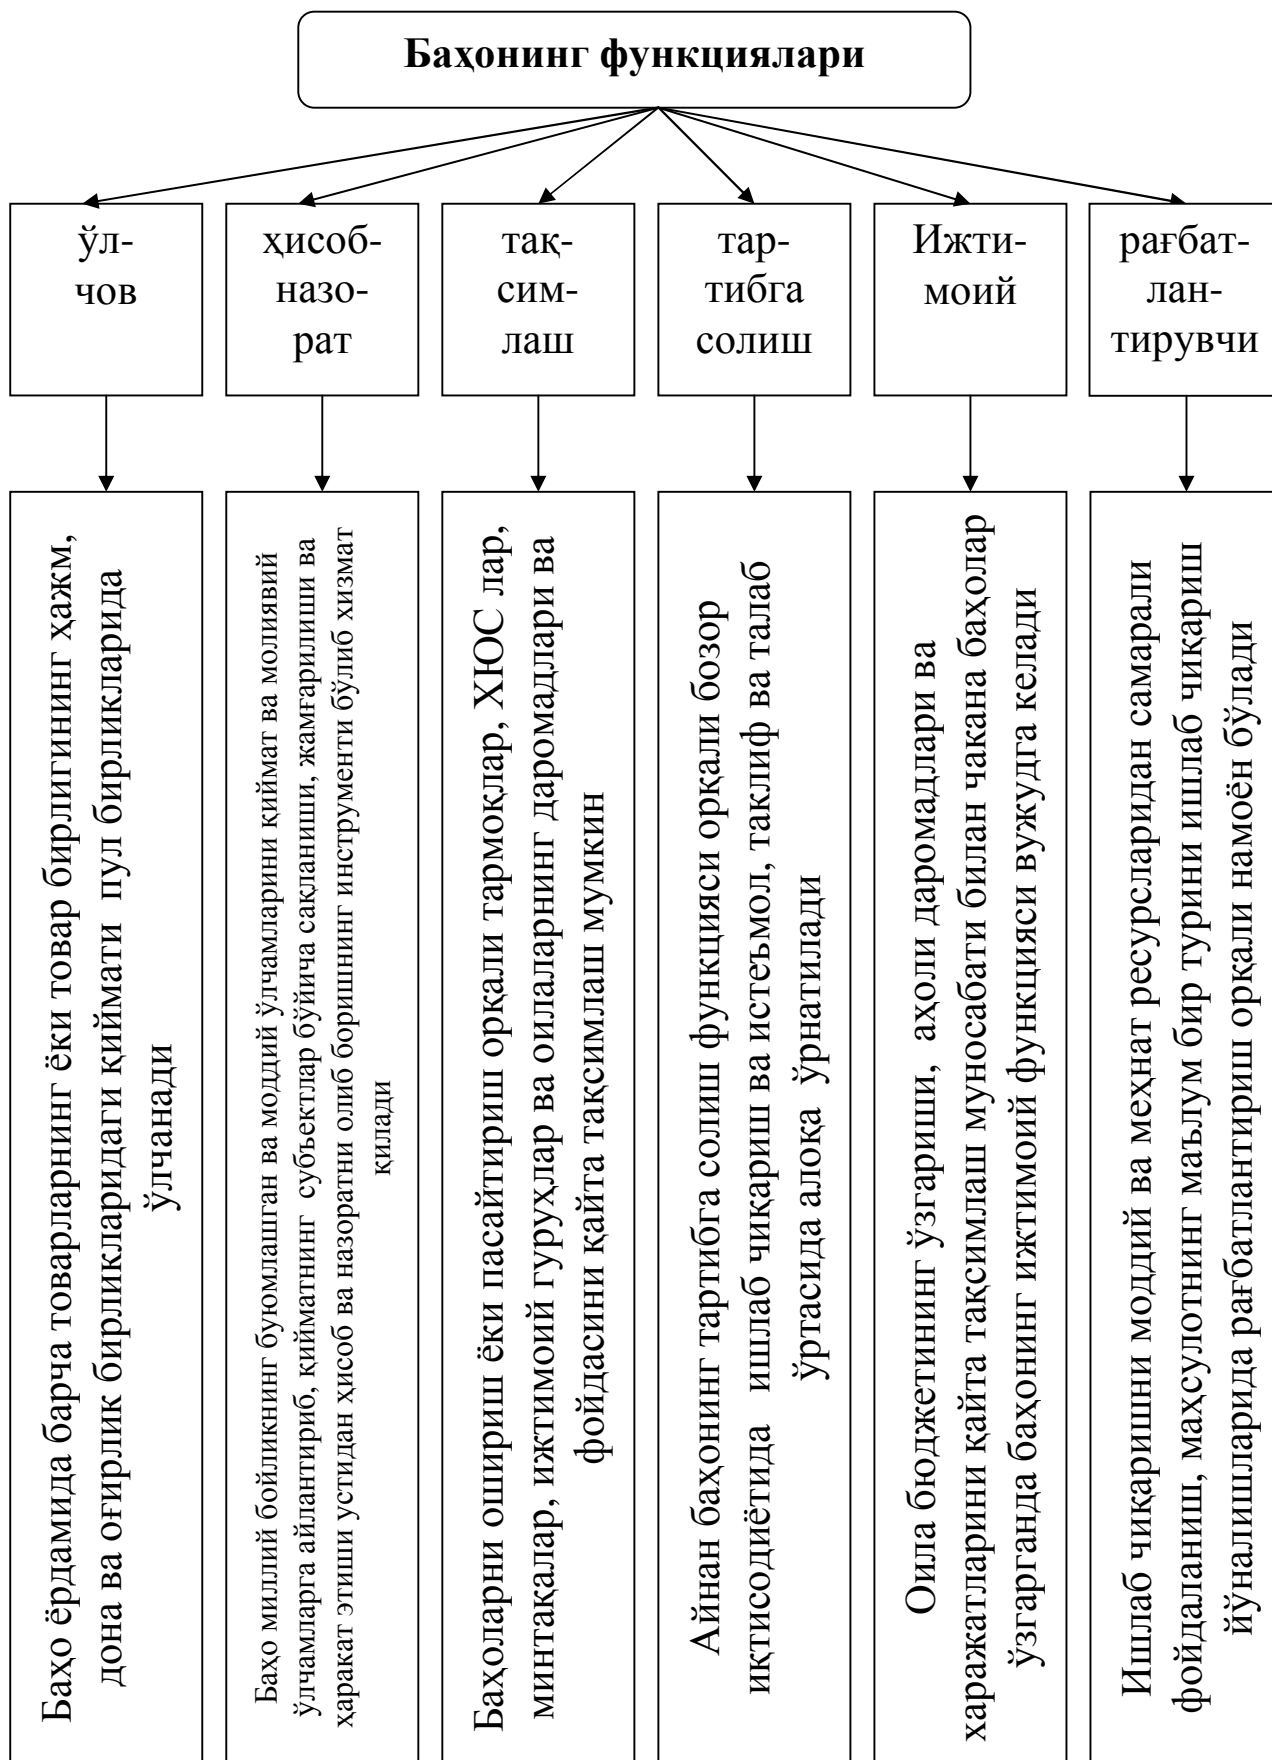 Баҳонинг функциялари
ўл-
чов
ҳисоб-
назо-
рат
тақ-
сим-
лаш
тар-
тибга
солиш
Ижти-
моий
рағбат-
лан-
тирувчи
Баҳо ёрдамида барча товарларнинг ёки товар бирлигининг ҳажм,
дона ва оғирлик бирликларидаги қиймати пул бирликларида
ўлчанади
Баҳо миллий бойликнинг буюмлашган ва моддий ўлчамларини қиймат ва молиявий
ўлчамларга айлантириб, қийматнинг субъектлар бўйича сақланиши, жамғарилиши ва
ҳаракат этиши устидан ҳисоб ва назоратни олиб боришнинг инструменти бўлиб хизмат
қилади
Баҳоларни ошириш ёки пасайтириш орқали тармоқлар, ХЮС лар,
минтақалар, ижтимоий гуруҳлар ва оилаларнинг даромадлари ва
фойдасини қайта тақсимлаш мумкин
Айнан баҳонинг тартибга солиш функцияси орқали бозор
иқтисодиётида ишлаб чиқариш ва истеъмол, таклиф ва талаб
ўртасида алоқа ўрнатилади
Оила бюджетининг ўзгариши, аҳоли даромадлари ва
харажатларини қайта тақсимлаш муносабати билан чакана баҳолар
ўзгарганда баҳонинг ижтимоий функцияси вужудга келади
Ишлаб чиқаришни моддий ва меҳнат ресурсларидан самарали
фойдаланиш, маҳсулотнинг маълум бир турини ишлаб чиқариш
йўналишларида рағбатлантириш орқали намоён бўлади